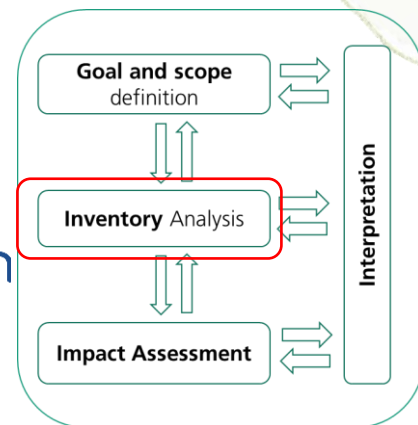 Goal and scope
definition
Inventory Analysis
Impact Assessment
Interpretation